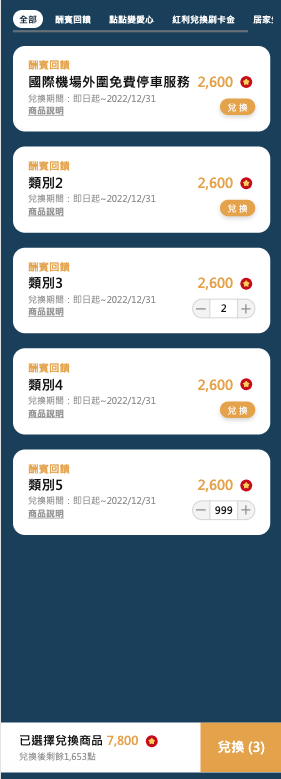 全部 酬賓回饋 點點變愛心 紅利兌換刷卡金 居家
酬賓回饋
國際機場外圍免費停車服務 2,600
兌換期間：即日起~2022/12/31
兌換
商品說明
酬賓回饋
類別2 2,600
兌換期間：即日起~2022/12/31
兌換
商品說明
酬賓回饋
類別3 2,600
兌換期間：即日起~2022/12/31
商品說明
− 2 +
酬賓回饋
類別4 2,600
兌換期間：即日起~2022/12/31
兌換
商品說明
酬賓回饋
類別5 2,600
兌換期間：即日起~2022/12/31
商品說明
− 999 +
已選擇兌換商品 7,800
兌換後剩餘1,653點
兌換 (3)